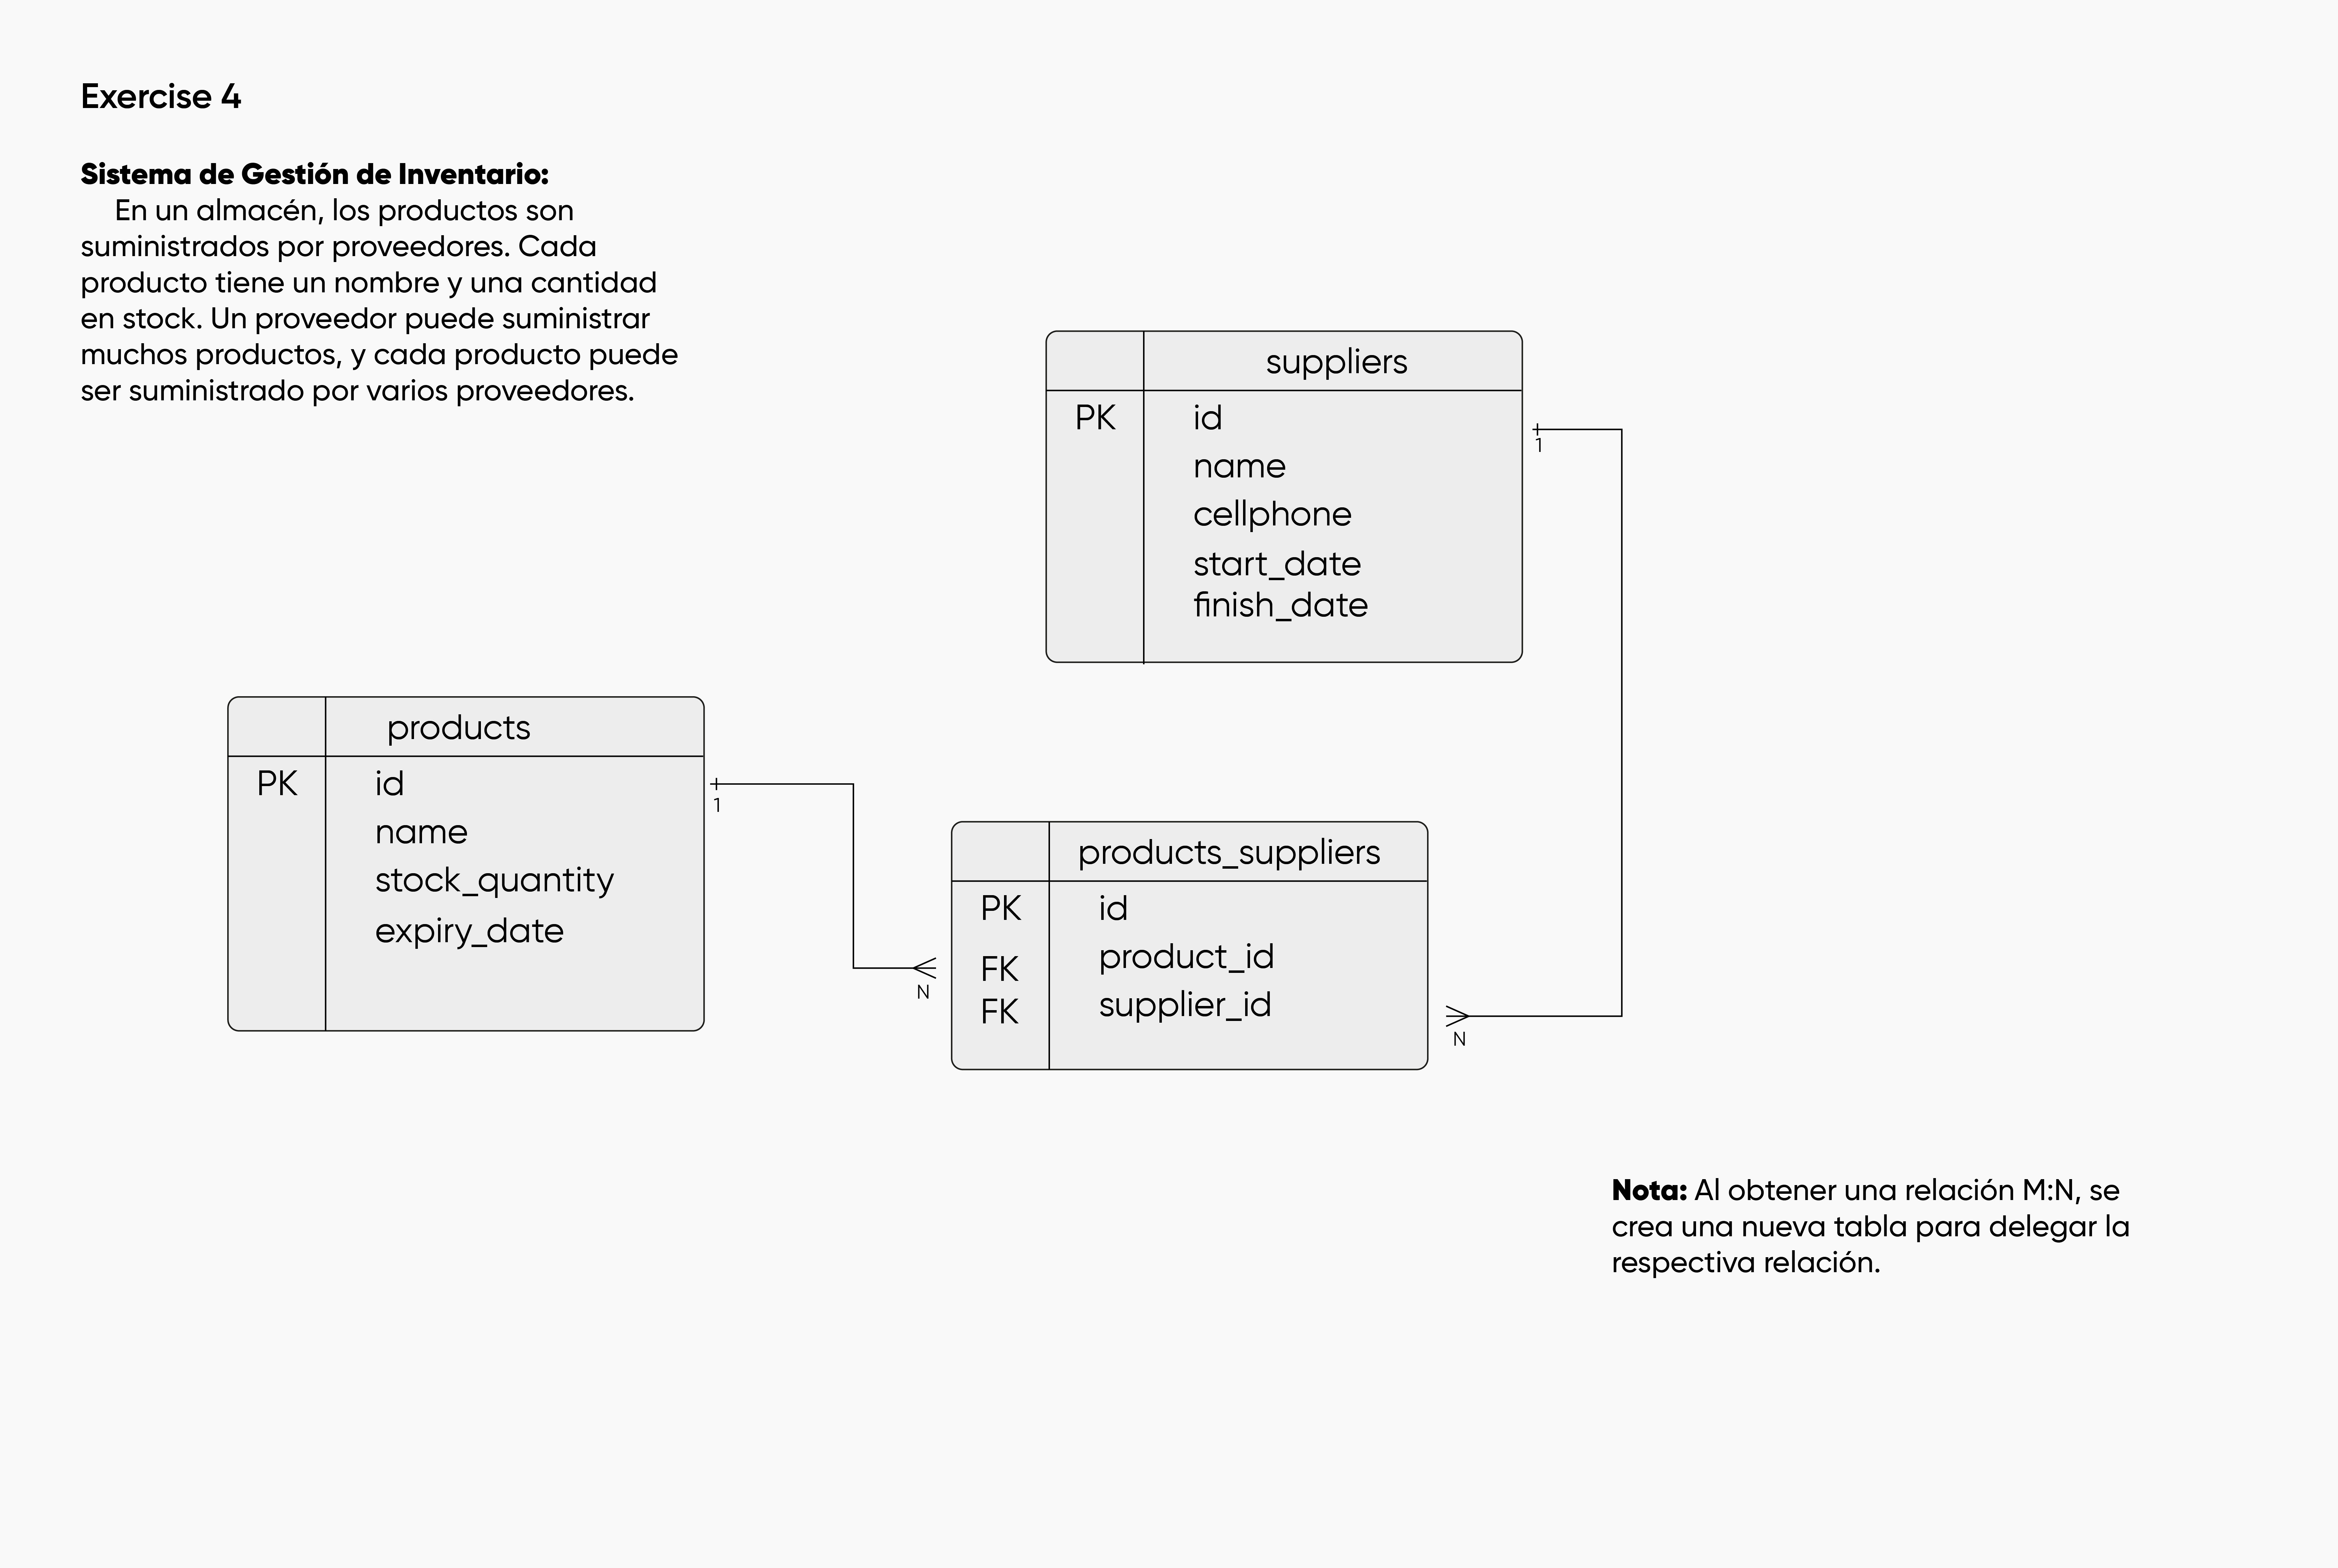 Exercise 4
Sistema de Gestión de Inventario:
En un almacén, los productos son
suministrados por proveedores. Cada
producto tiene un nombre y una cantidad
en stock. Un proveedor puede suministrar
muchos productos, y cada producto puede
ser suministrado por varios proveedores.
suppliers
PK id
name
cellphone
start_date
finish_date
1
products
PK id
name
stock_quantity
expiry_date
1
products_suppliers
PK id
FK product_id
FK supplier_id
N
N
Nota: Al obtener una relación M:N, se
crea una nueva tabla para delegar la
respectiva relación.